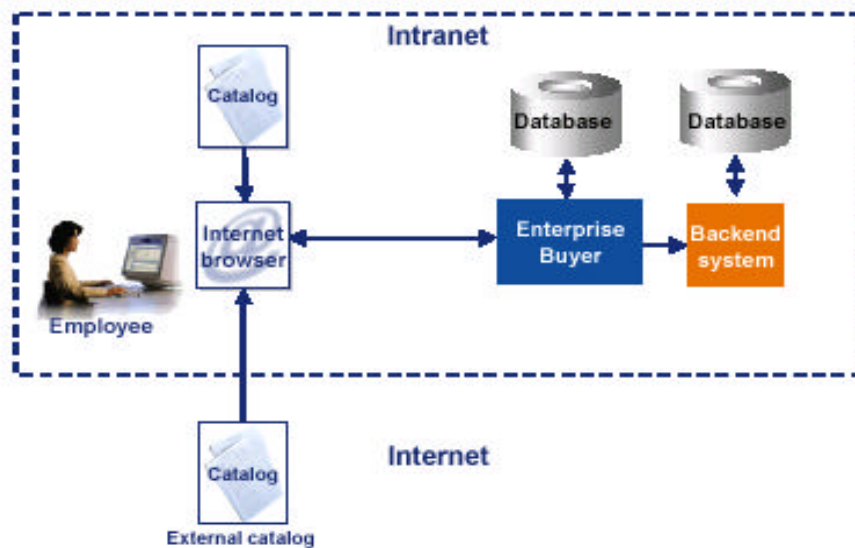 Intranet
Catalog
Database
Database
Internet
browser
Enterprise
Buyer
Backend
system
Employee
Catalog
Internet
External catalog